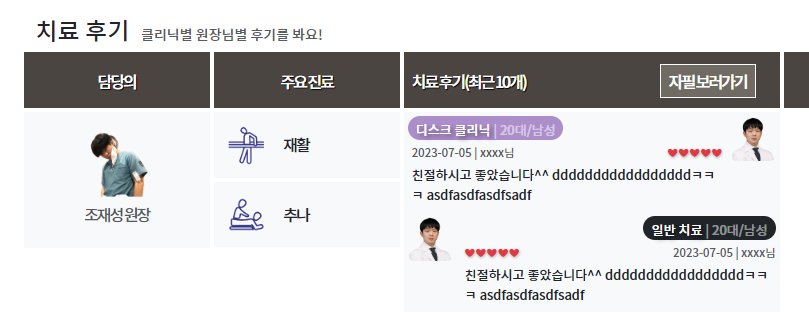 치료 후기 클리닉별 원장님별 후기를 봐요!
담당의 주요진료 치료후기(최근10개) 자필보러가기
조재성 원장
재활
추나
디스크 클리닉 | 20대/남성
2023-07-05 | xxxx님 ♥♥♥♥♥
친절하시고 좋았습니다^^ ddddddddddddddddddㅋㅋ
ㅋ asdfasdfasdfsadf
일반 치료 | 20대/남성
♥♥♥♥♥ 2023-07-05 | xxxx님
친절하시고 좋았습니다^^ ddddddddddddddddddㅋㅋ
ㅋ asdfasdfasdfsadf